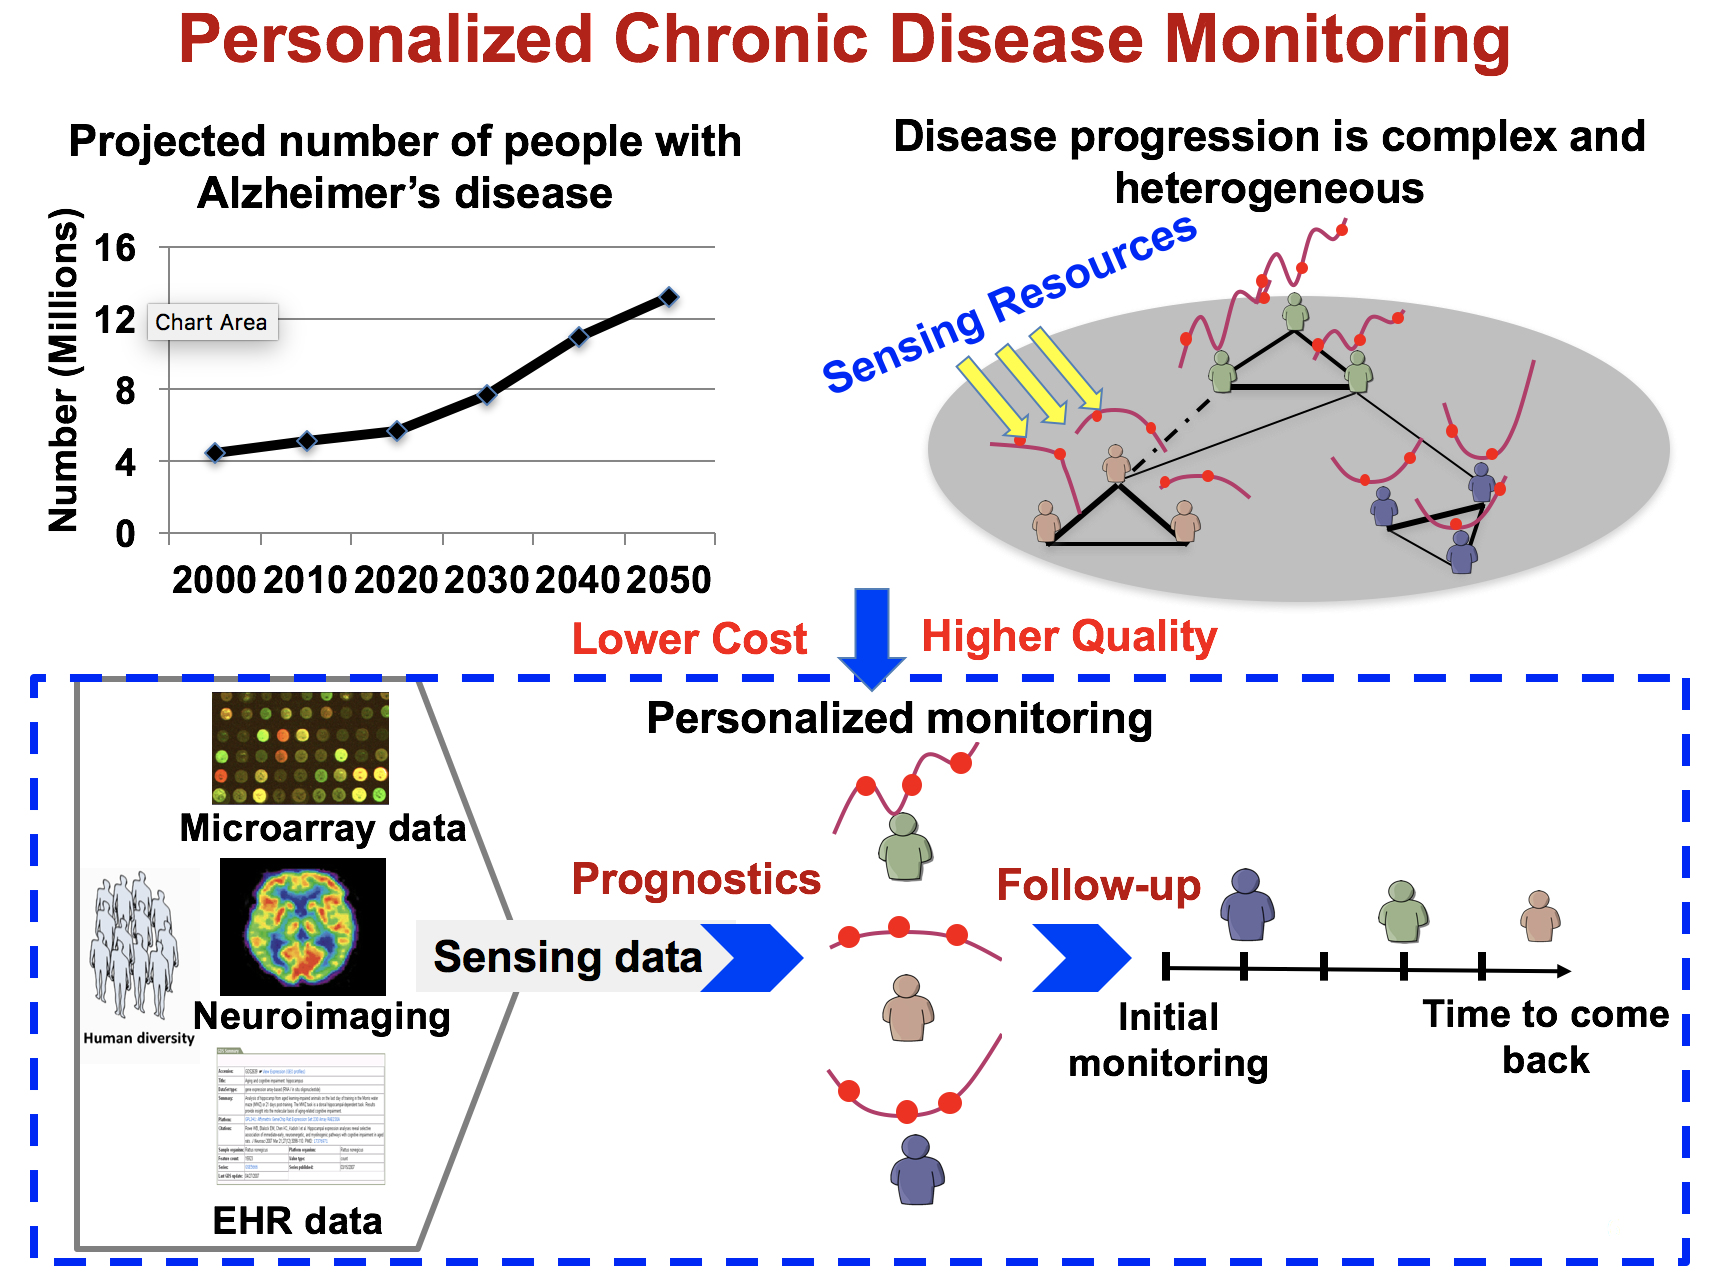 Personalized Chronic Disease Monitoring
Projected number of people with
Alzheimer’s disease
Number (Millions)
16
12
8
4
0
Chart Area
2000 2010 2020 2030 2040 2050
Disease progression is complex and
heterogeneous
Sensing Resources
Lower Cost
Higher Quality
Personalized monitoring
Microarray data
Neuroimaging
Human diversity
EHR data
Sensing data
Prognostics
Follow-up
Initial
monitoring
Time to come
back